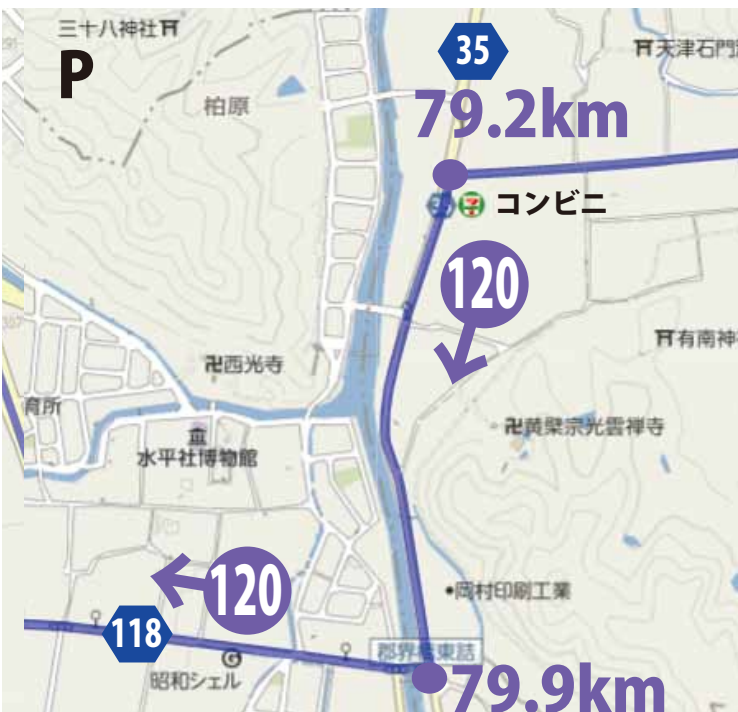 三十八神社
P
35
天津石門
柏原
79.2km
コンビニ
120
有南神
西光寺
育所
黄檗宗光雲禅寺
水平社博物館
120
岡村印刷工業
118
郡界橋東詰
昭和シェル
79.9km